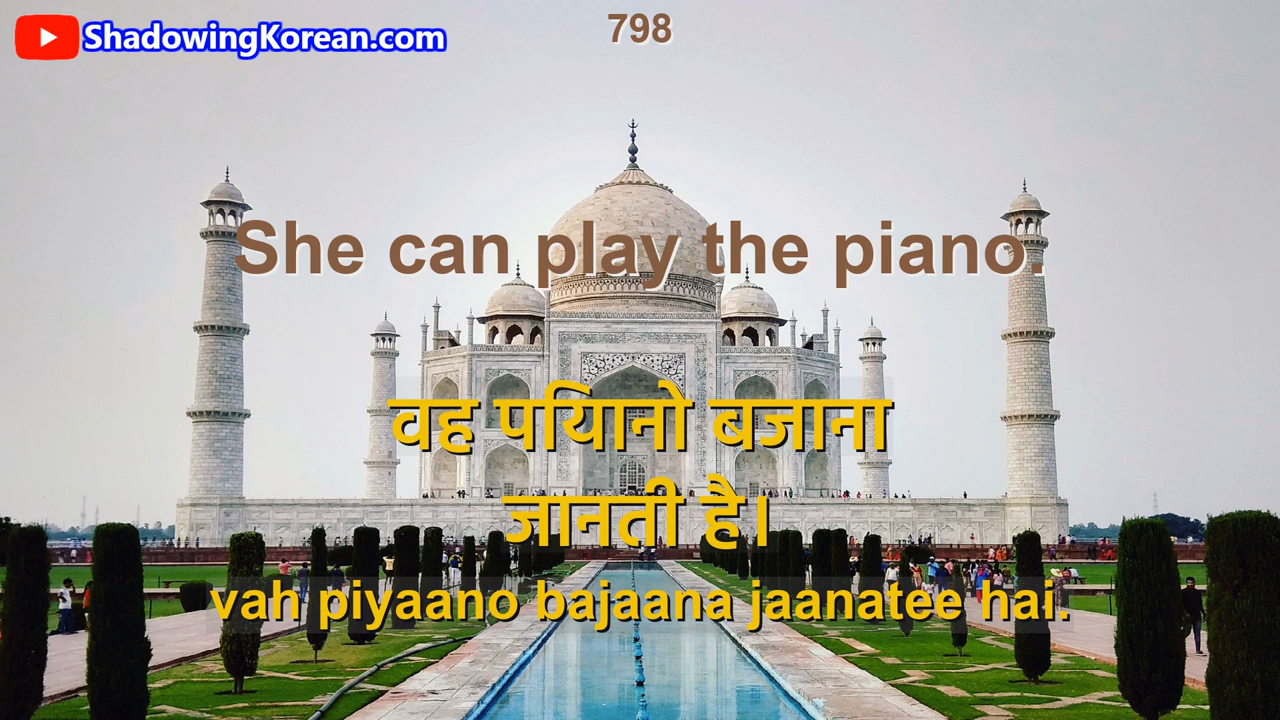 ShadowingKorean.com
798
She can play the piano.
वह पियानो बजाना
जानती है।
vah piyaano bajaana jaanatee hai.